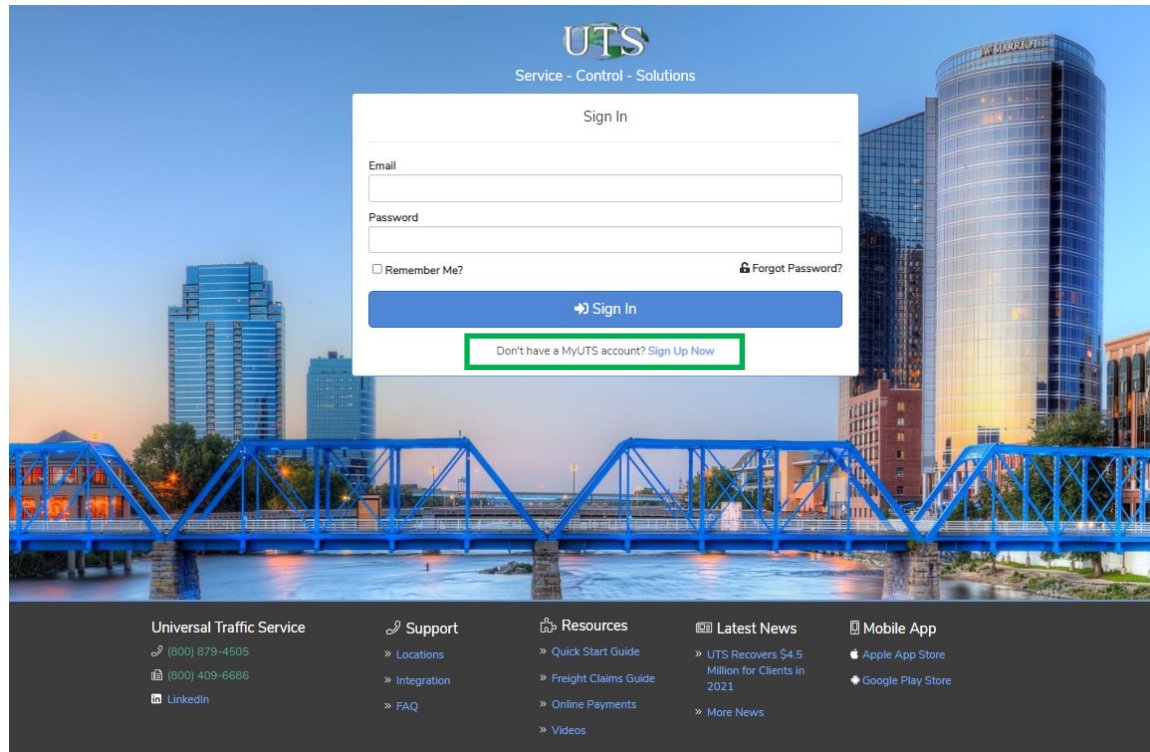 UTS
Service - Control - Solutions
JW MARRIOTT
Sign In
Email
Password
Remember Me?
Forgot Password?
Sign In
Don't have a MyUTS account? Sign Up Now
Universal Traffic Service
(800) 879-4505
(800) 409-6686
LinkedIn
Support
» Locations
» Integration
» FAQ
Resources
» Quick Start Guide
» Freight Claims Guide
» Online Payments
» Videos
Latest News
» UTS Recovers $4.5
Million for Clients in
2021
» More News
Mobile App
Apple App Store
Google Play Store